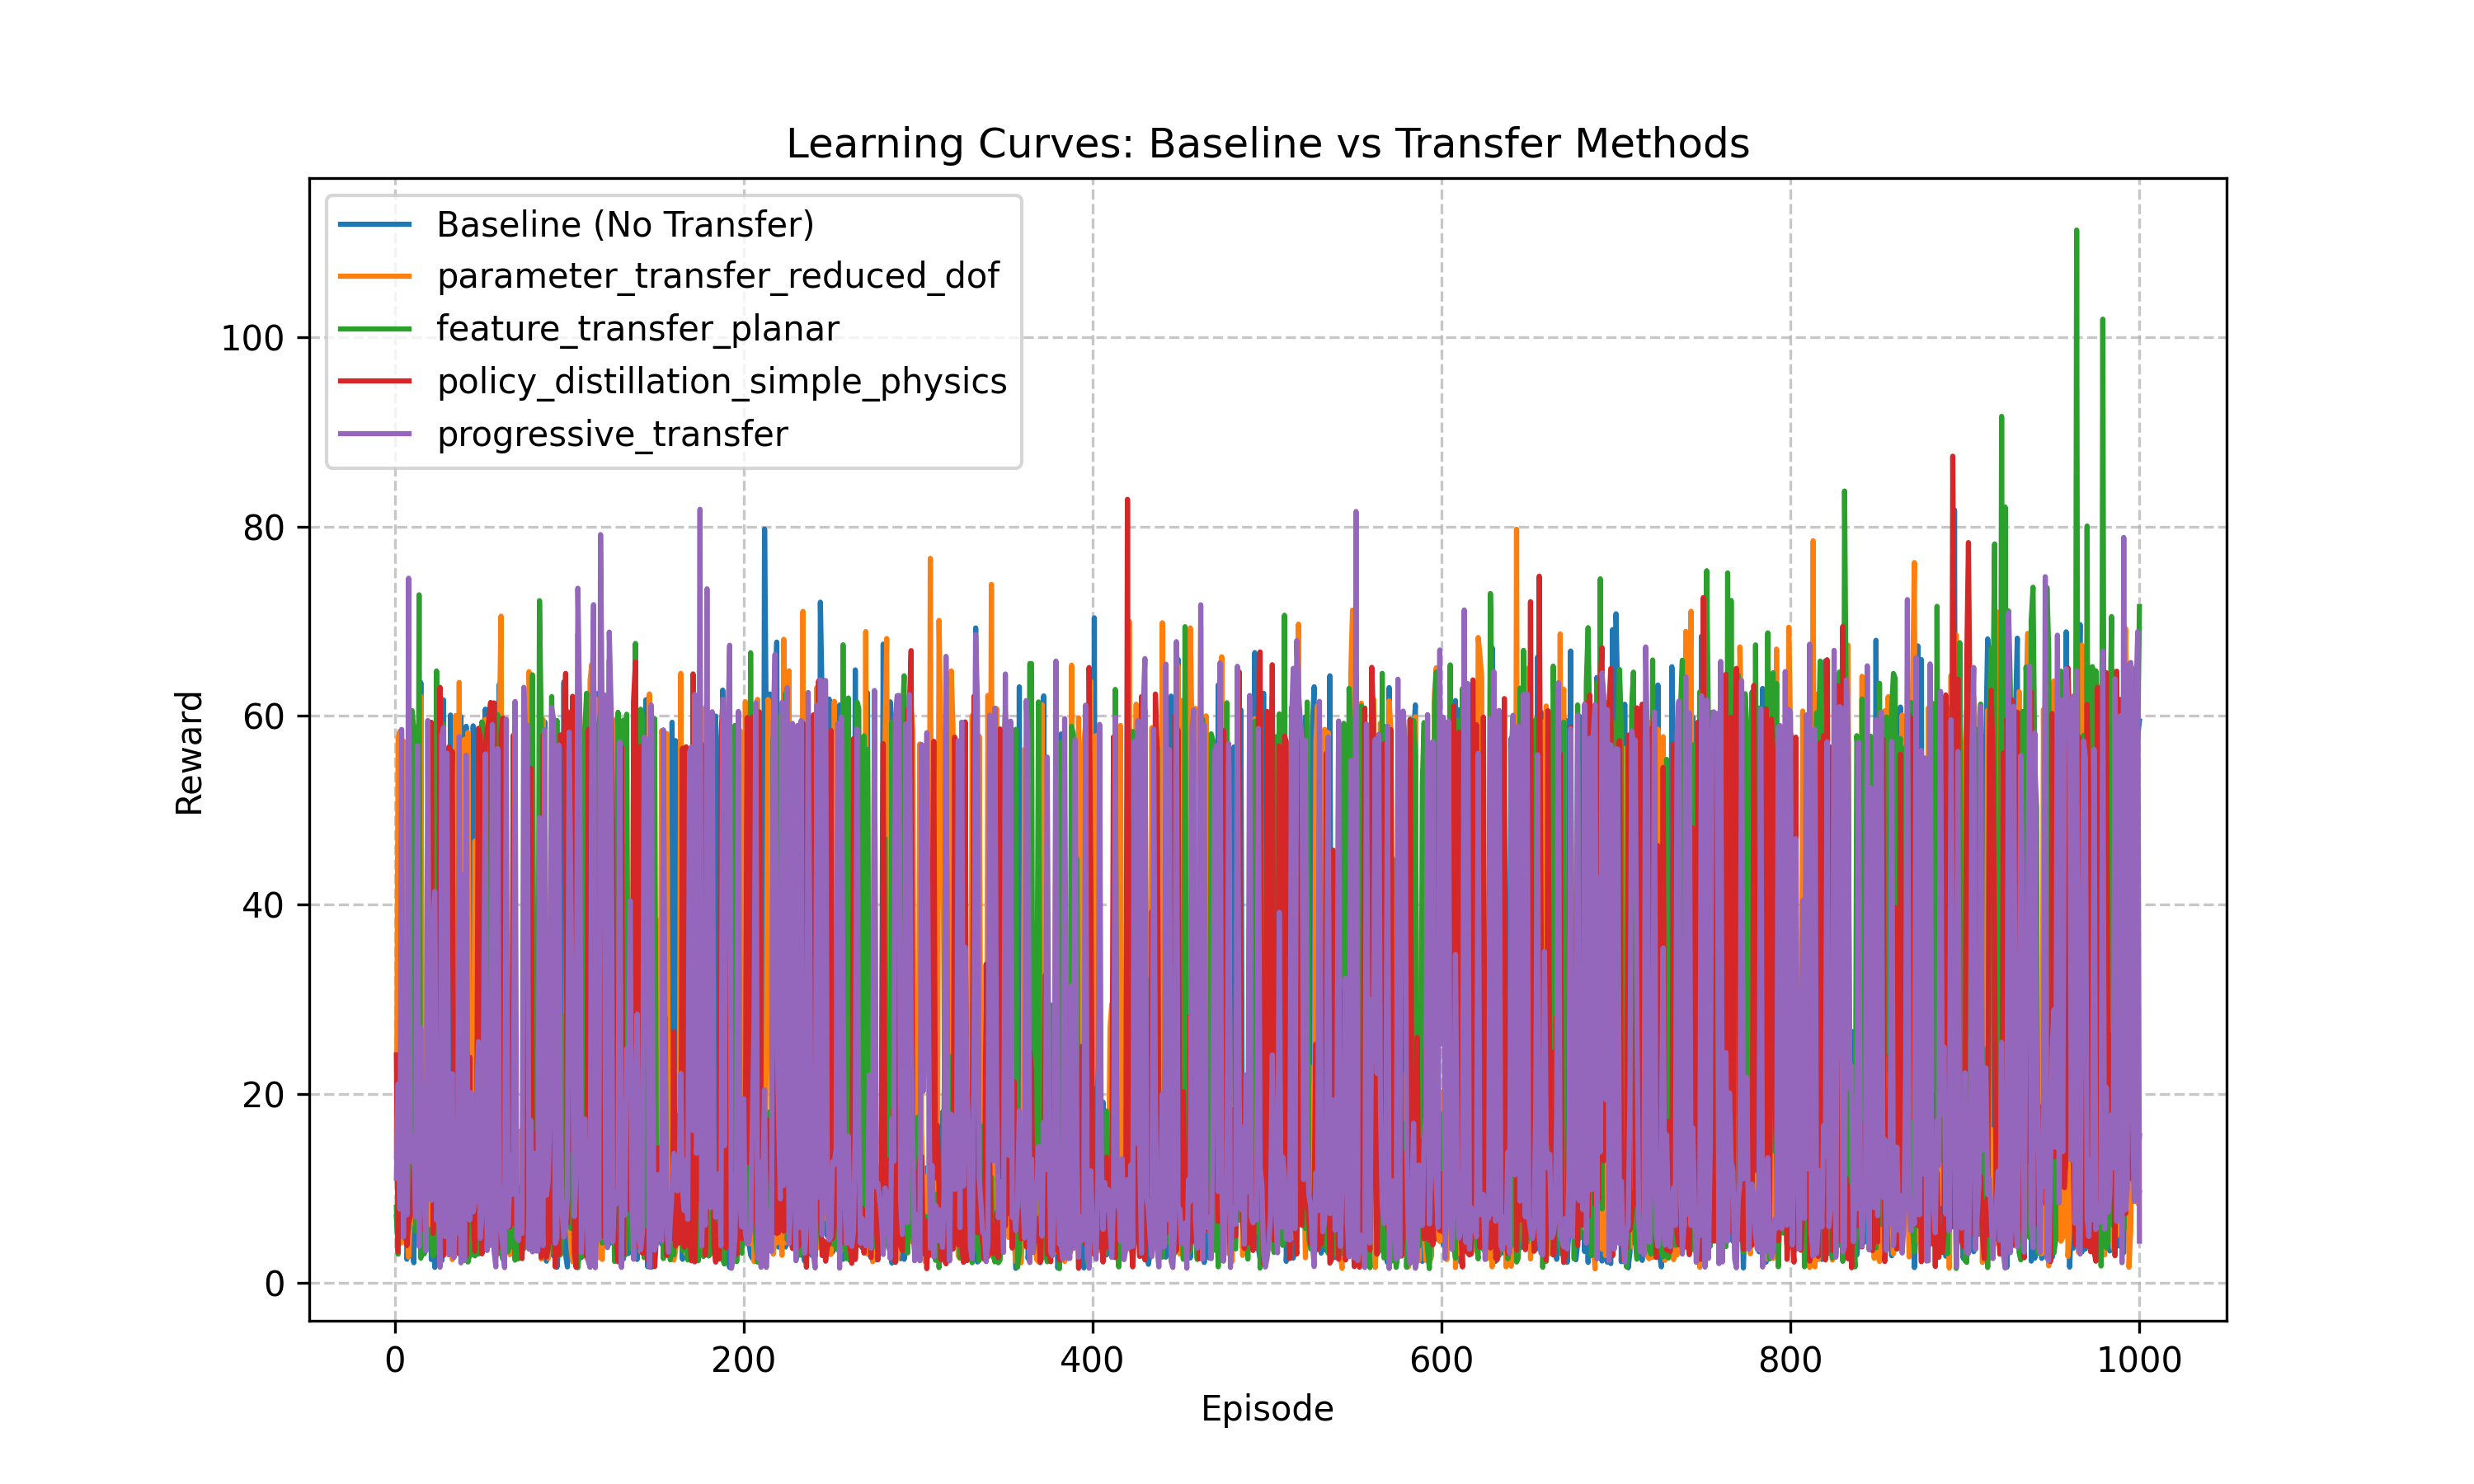 Learning Curves: Baseline vs Transfer Methods
Baseline (No Transfer)
parameter_transfer_reduced_dof
feature_transfer_planar
policy_distillation_simple_physics
progressive_transfer
Reward
100
80
60
40
20
0
0 200 400 600 800 1000
Episode